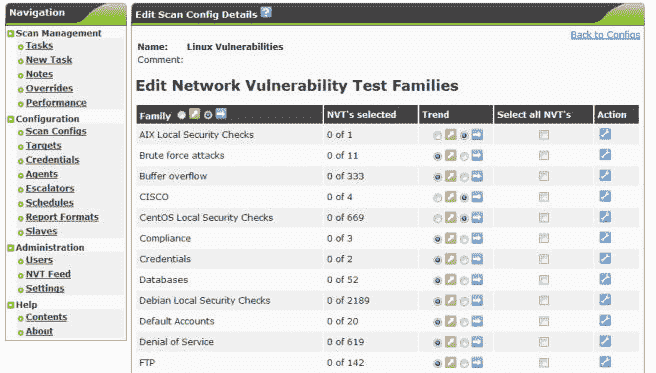 Navigation
Scan Management
Tasks
New Task
Notes
Overrides
Performance
Configuration
Scan Configs
Targets
Credentials
Agents
Escalators
Schedules
Report Formats
Slaves
Administration
Users
NVT Feed
Settings
Help
Contents
About
Edit Scan Config Details ?
Back to Configs
Name: Linux Vulnerabilities
Comment:
Edit Network Vulnerability Test Families
Family NVT's selected Trend Select all NVT's Action
AIX Local Security Checks 0 of 1
Brute force attacks 0 of 11
Buffer overflow 0 of 333
CISCO 0 of 4
CentOS Local Security Checks 0 of 669
Compliance 0 of 3
Credentials 0 of 2
Databases 0 of 52
Debian Local Security Checks 0 of 2189
Default Accounts 0 of 20
Denial of Service 0 of 619
FTP 0 of 142